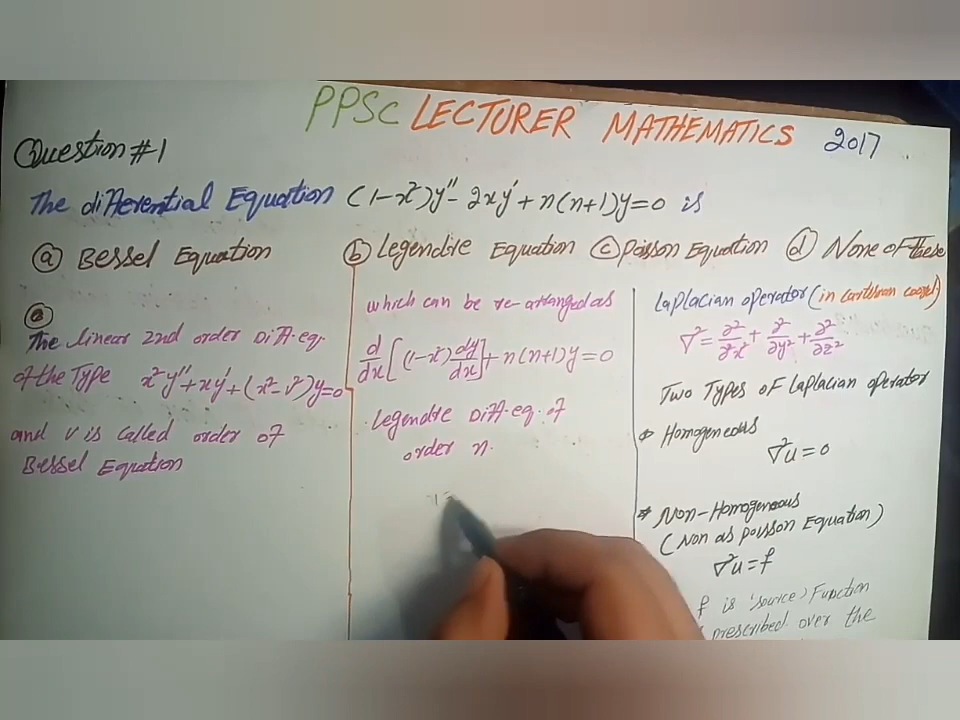 PPSC LECTURER MATHEMATICS 2017
Question #1
The differential Equation (1-x²)y''- 2xy' + n(n+1)y=0 is
(a) Bessel Equation (b) Legendre Equation (c) Poisson Equation (d) None of these
(a)
The linear 2nd order Diff. eq.
of the Type x²y''+xy'+(x²-v²)y=0
and v is called order of
Bessel Equation
which can be re-arranged as
d/dx[(1-x²)dy/dx]+n(n+1)y=0
Legendre Diff. eq. of
order n.
Laplacian operator (in cartesian coord.)
∇²=∂²/∂x²+∂²/∂y²+∂²/∂z²
Two Types of Laplacian operator
* Homogeneous
∇²u=0
* Non-Homogeneous
(Non as poisson Equation)
∇²u=f
f is 'source' Function
prescribed over the